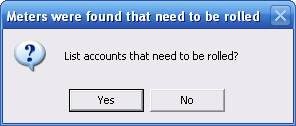 Meters were found that need to be rolled
List accounts that need to be rolled?
Yes
No